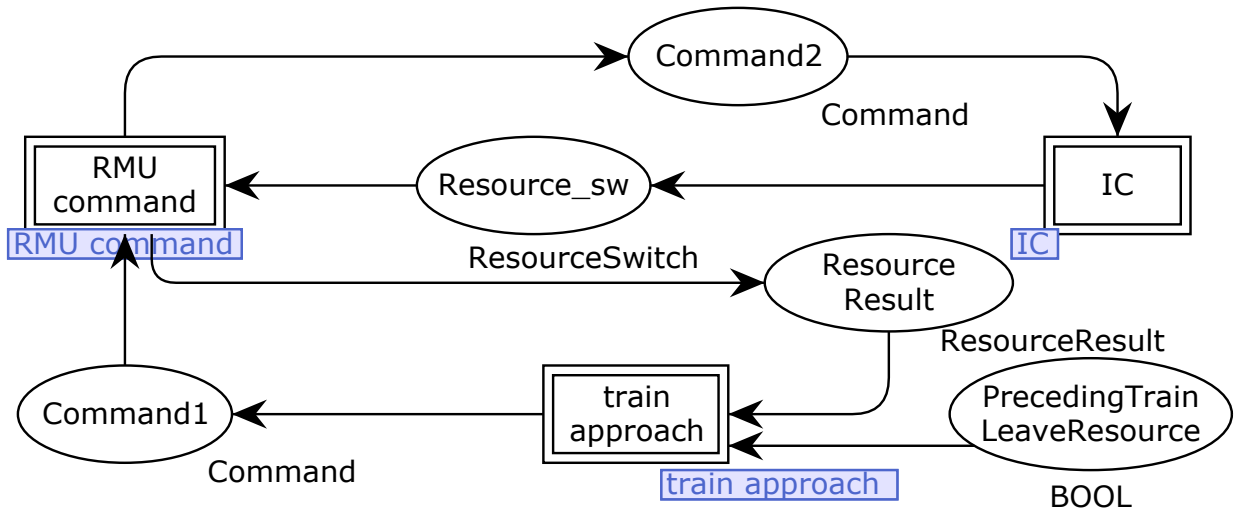 Command2
Command
RMU
command
Resource_sw
IC
RMU command
IC
ResourceSwitch
Resource
Result
ResourceResult
train
approach
PrecedingTrain
LeaveResource
Command1
Command
train approach
BOOL